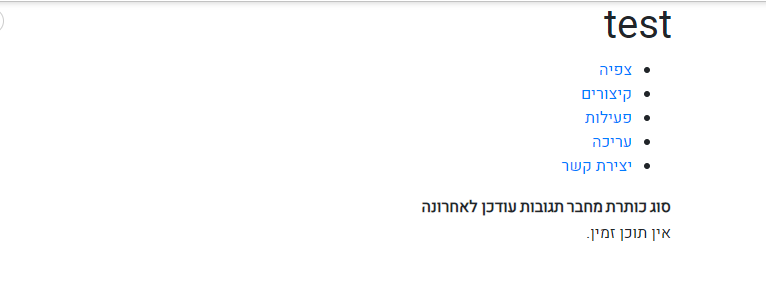 test
צפיה
קיצורים
פעילות
עריכה
יצירת קשר
סוג כותרת מחבר תגובות עודכן לאחרונה
אין תוכן זמין.